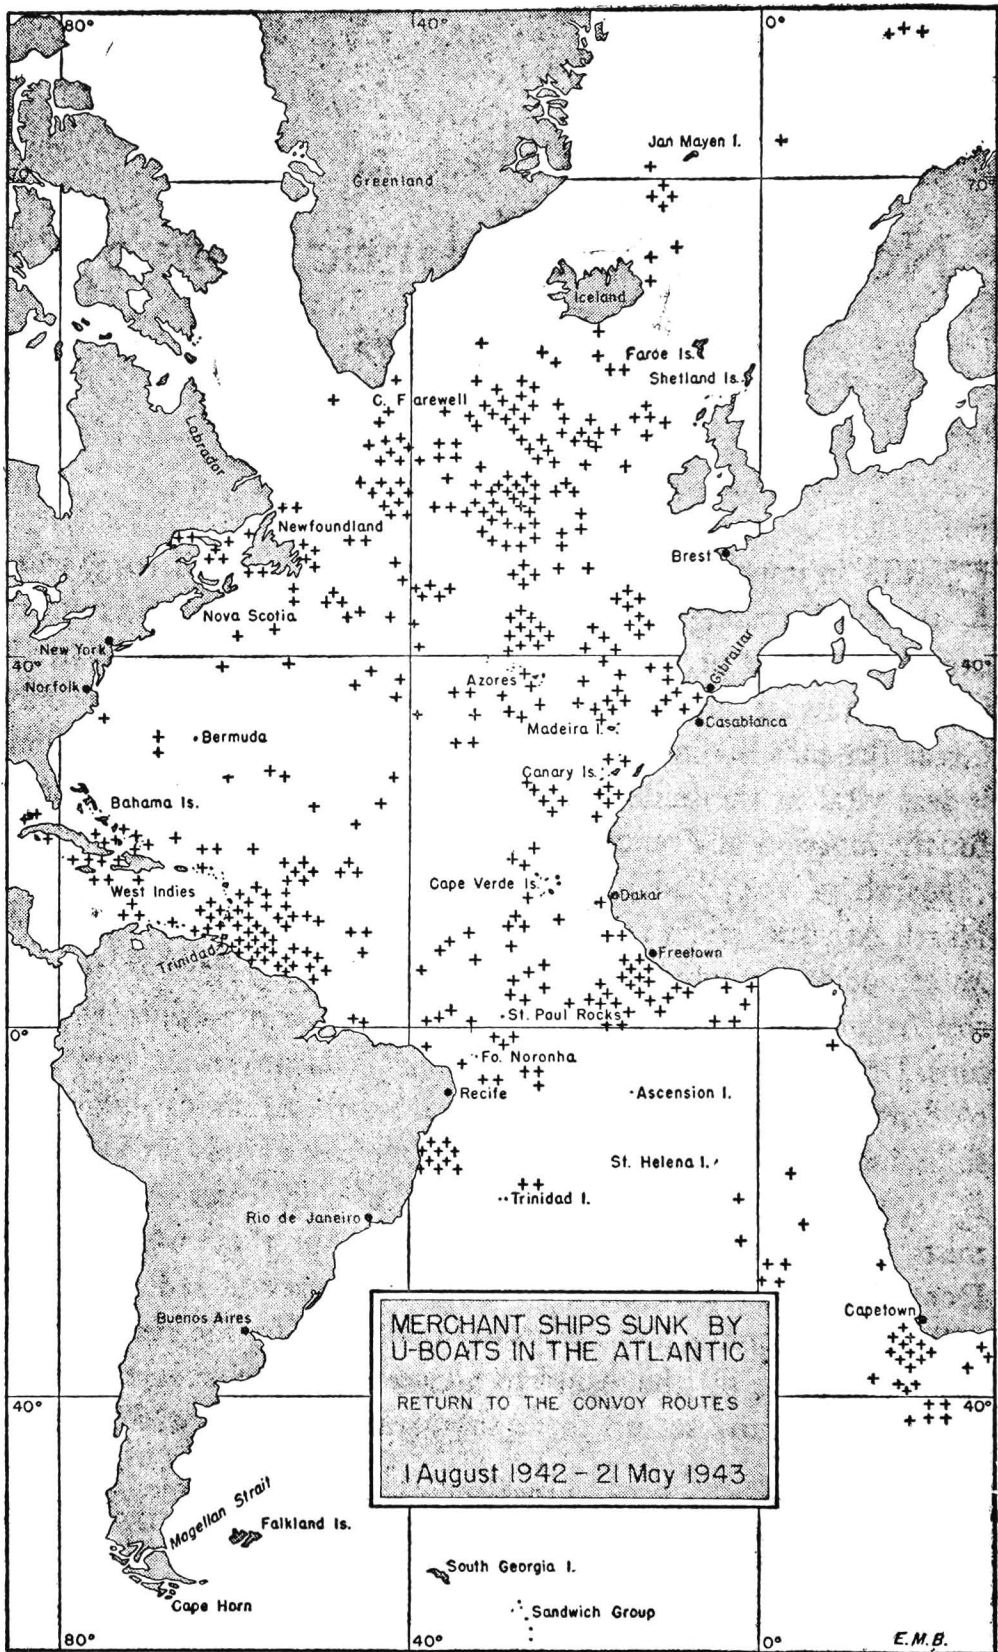 80°
40°
0°
Jan Mayen I.
70°
70°
Greenland
Iceland
Faroe Is.
Shetland Is.
C. Farewell
Labrador
Newfoundland
Brest
Nova Scotia
New York
40°
40°
Gibraltar
Azores
Norfolk
Casablanca
Madeira I.
Bermuda
Canary Is.
Bahama Is.
Cape Verde Is.
West Indies
Dakar
Trinidad
Freetown
St. Paul Rocks
0°
0°
Fo. Noronha
Recife
Ascension I.
St. Helena I.
Trinidad I.
Rio de Janeiro
Capetown
Buenos Aires
MERCHANT SHIPS SUNK BY
U-BOATS IN THE ATLANTIC
RETURN TO THE CONVOY ROUTES
1 August 1942 - 21 May 1943
40°
40°
Magellan Strait
Falkland Is.
South Georgia I.
Cape Horn
Sandwich Group
80°
40°
0°
E.M.B.